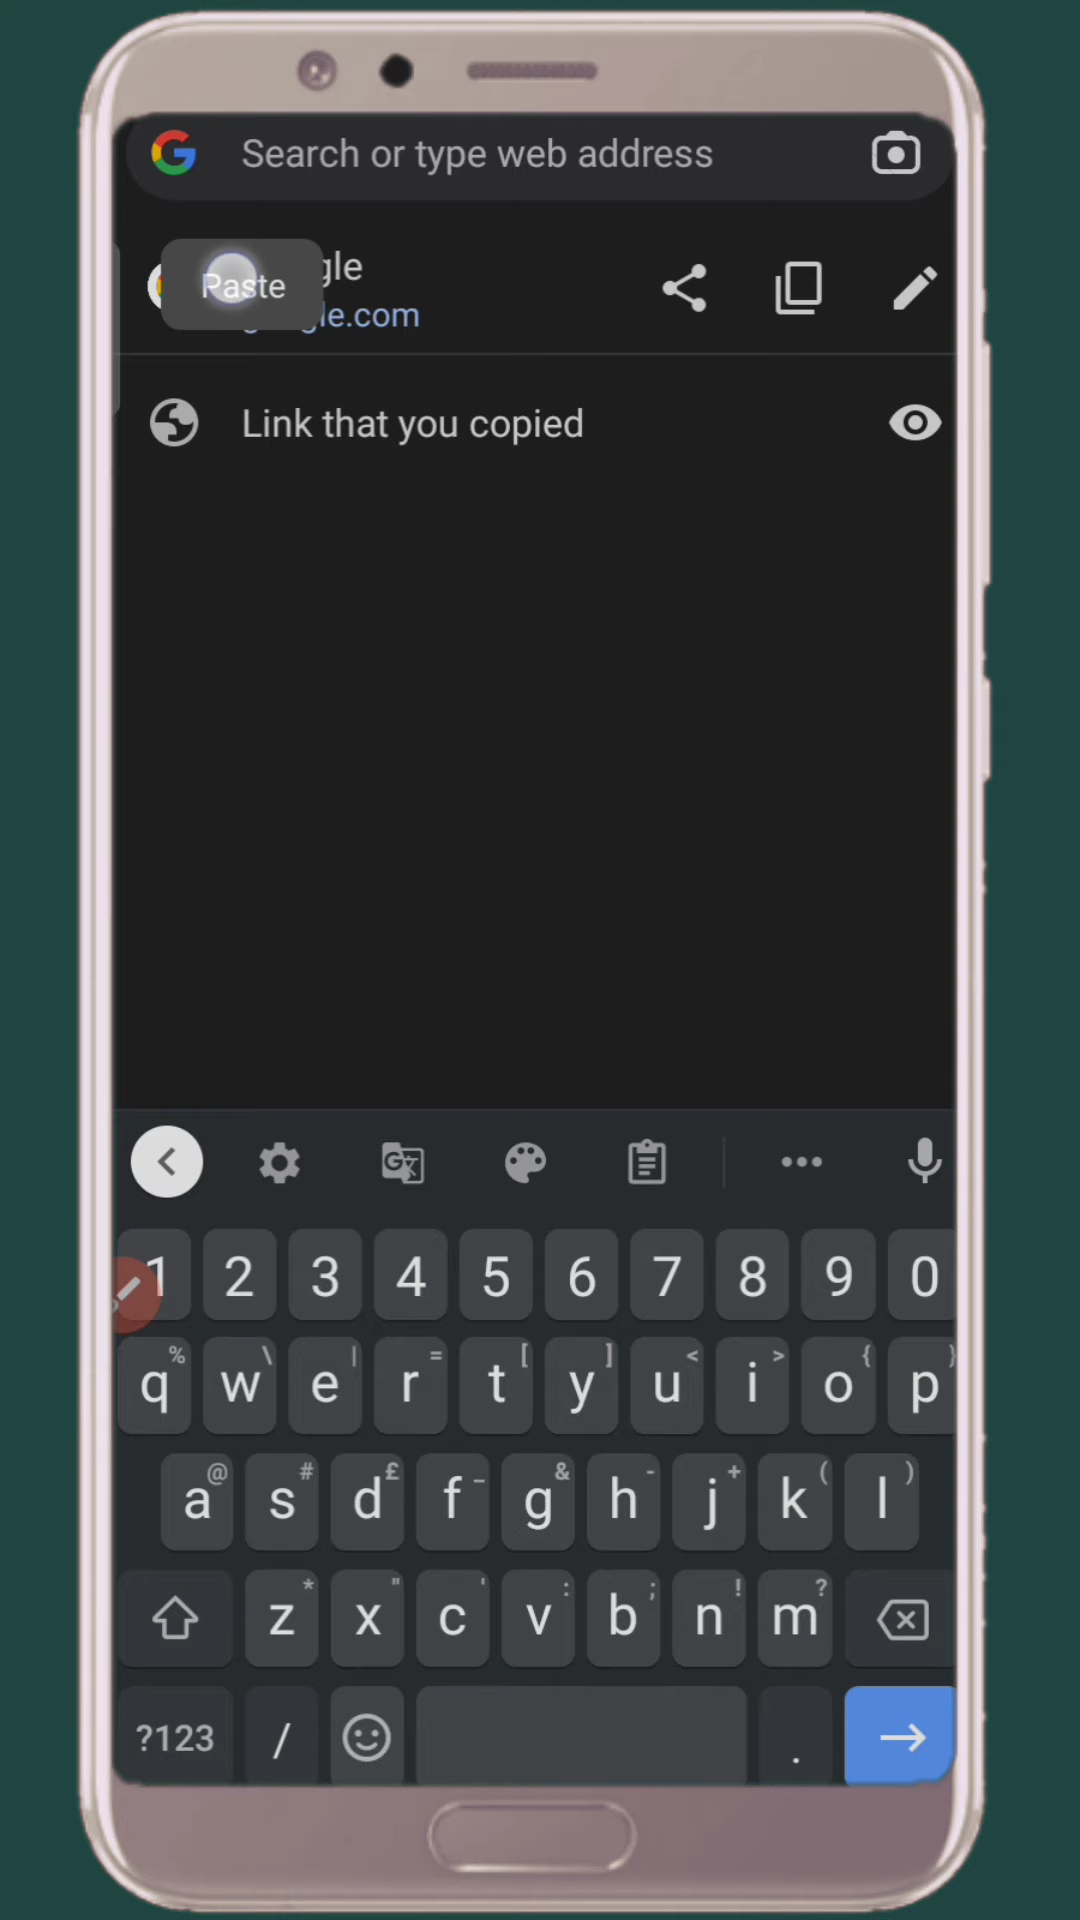 Search or type web address
Paste
gle
gle.com
Link that you copied
1 2 3 4 5 6 7 8 9 0
% \ | = [ ] < > { }
q w e r t y u i o p
@ # £ _ & - + ( )
a s d f g h j k l
* " ' : ; ! ?
z x c v b n m
?123 / .